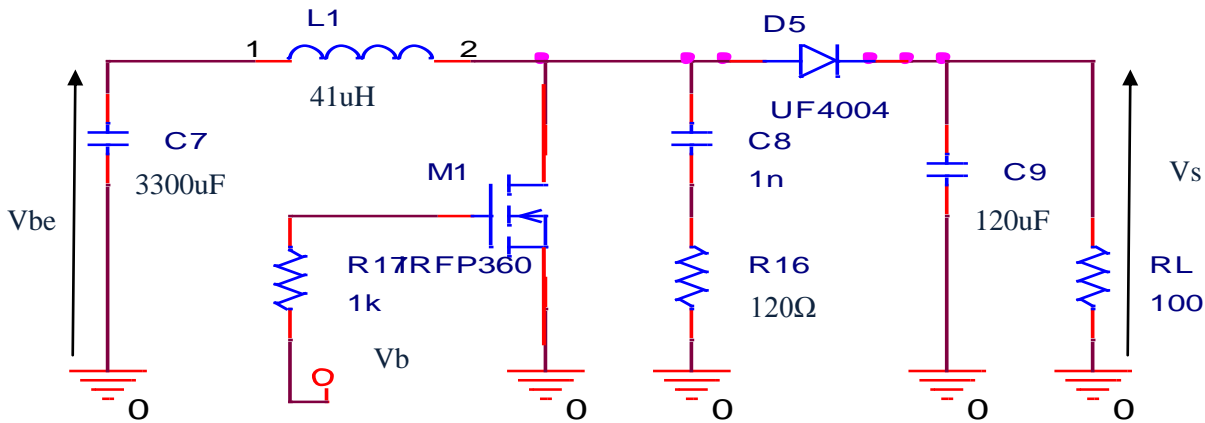 L1
D5
1
2
41uH
UF4004
C7
3300uF
M1
C8
1n
C9
120uF
Vbe
Vs
R17
IRFP360
1k
R16
120Ω
RL
100
Vb
0
0
0
0
0